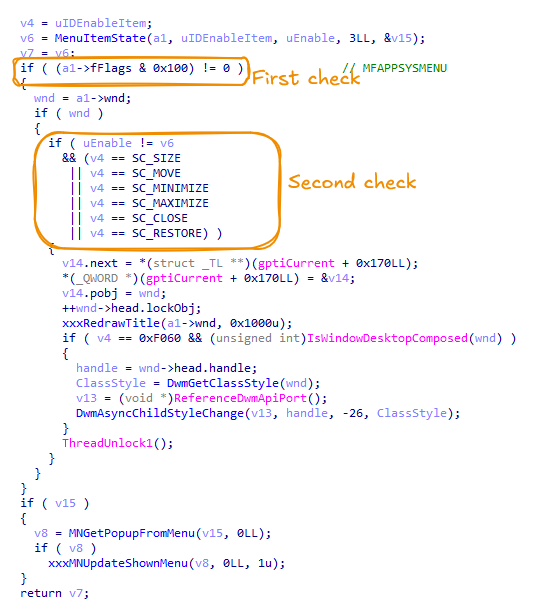 v4 = uIDEnableItem;
v6 = MenuItemState(a1, uIDEnableItem, uEnable, 3LL, &v15);
v7 = v6;
if ( (a1->fFlags & 0x100) != 0 ) // MFAPPSYSMENU
First check
{
wnd = a1->wnd;
if ( wnd )
{
if ( uEnable != v6
&& (v4 == SC_SIZE
|| v4 == SC_MOVE
|| v4 == SC_MINIMIZE
Second check
|| v4 == SC_MAXIMIZE
|| v4 == SC_CLOSE
|| v4 == SC_RESTORE) )
{
v14.next = *(struct _TL **)(gptiCurrent + 0x170LL);
*(_QWORD *)(gptiCurrent + 0x170LL) = &v14;
v14.pobj = wnd;
++wnd->head.lockObj;
xxxRedrawTitle(a1->wnd, 0x1000u);
if ( v4 == 0xF060 && (unsigned int)IsWindowDesktopComposed(wnd) )
{
handle = wnd->head.handle;
ClassStyle = DwmGetClassStyle(wnd);
v13 = (void *)ReferenceDwmApiPort();
DwmAsyncChildStyleChange(v13, handle, -26, ClassStyle);
}
ThreadUnlock1();
}
}
}
if ( v15 )
{
v8 = MNGetPopupFromMenu(v15, 0LL);
if ( v8 )
xxxMNUpdateShownMenu(v8, 0LL, 1u);
}
return v7;